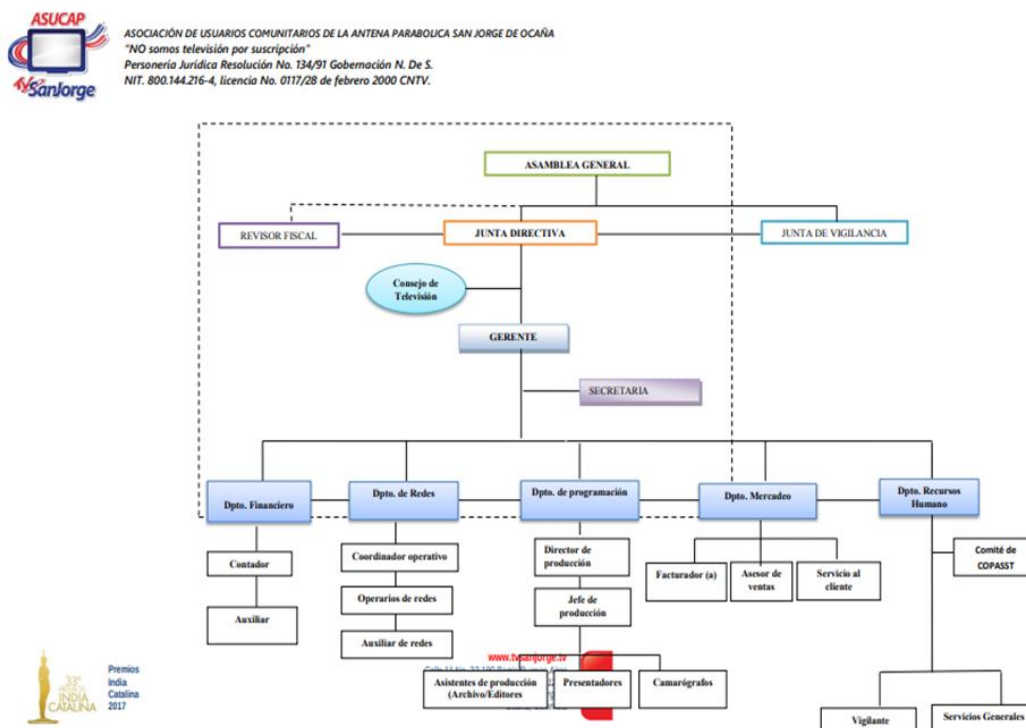 ASUCAP
TV SanJorge
ASOCIACIÓN DE USUARIOS COMUNITARIOS DE LA ANTENA PARABOLICA SAN JORGE DE OCAÑA
"NO somos televisión por suscripción"
Personería Jurídica Resolución No. 134/91 Gobernación N. De S.
NIT. 800.144.216-4, licencia No. 0117/28 de febrero 2000 CNTV.
ASAMBLEA GENERAL
REVISOR FISCAL
JUNTA DIRECTIVA
JUNTA DE VIGILANCIA
Consejo de
Televisión
GERENTE
SECRETARIA
Dpto. Financiero
Dpto. de Redes
Dpto. de programación
Dpto. Mercadeo
Dpto. Recursos
Humano
Contador
Auxiliar
Coordinador operativo
Operarios de redes
Auxiliar de redes
Director de
producción
Jefe de
producción
Facturador (a)
Asesor de
ventas
Servicio al
cliente
Comité de
COPASST
www.tvsanjorge.tv
Asistentes de producción
(Archivo/Editores
Presentadores
Camarógrafos
Vigilante
Servicios Generales
33
INDIA
CATALINA
Premios
India
Catalina
2017